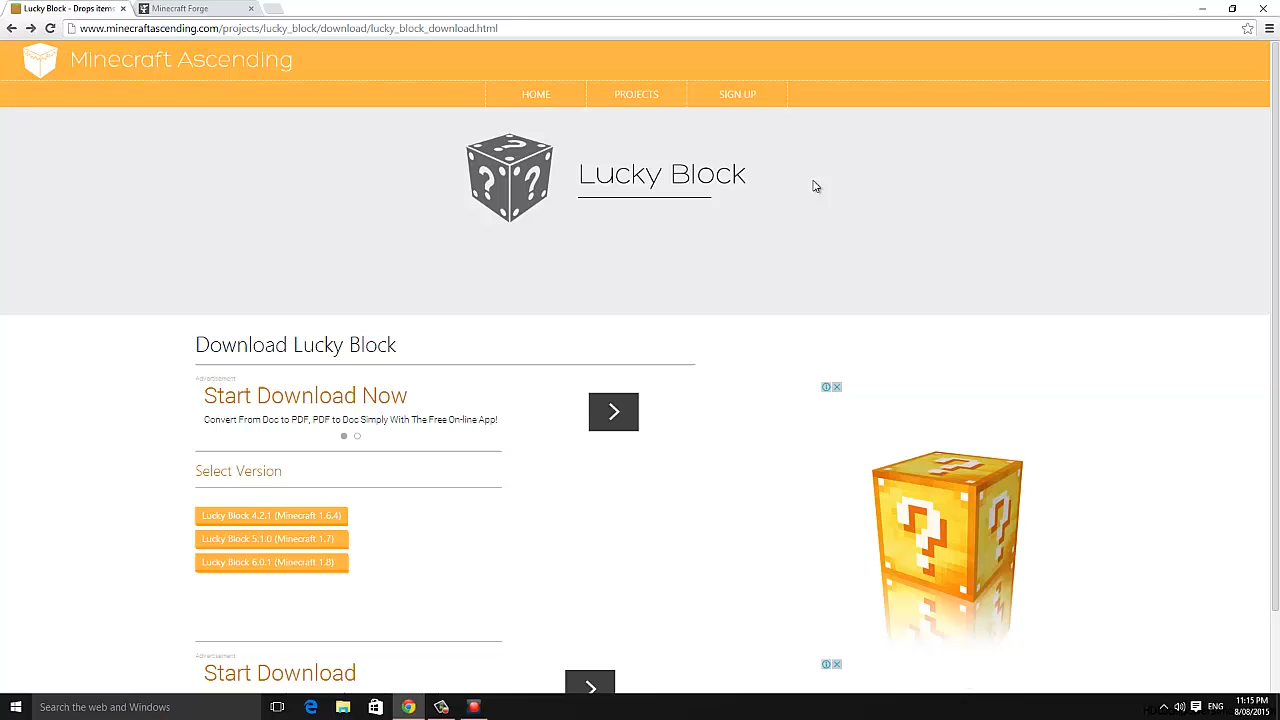 Lucky Block - Drops items
Minecraft Forge
www.minecraftascending.com/projects/lucky_block/download/lucky_block_download.html
Minecraft Ascending
HOME
PROJECTS
SIGN UP
Lucky Block
Download Lucky Block
Advertisement
Start Download Now
Convert From Doc to PDF, PDF to Doc Simply With The Free On-line App!
Select Version
Lucky Block 4.2.1 (Minecraft 1.6.4)
Lucky Block 5.1.0 (Minecraft 1.7)
Lucky Block 6.0.1 (Minecraft 1.8)
Advertisement
Start Download
Search the web and Windows
ENG
11:15 PM
8/08/2015